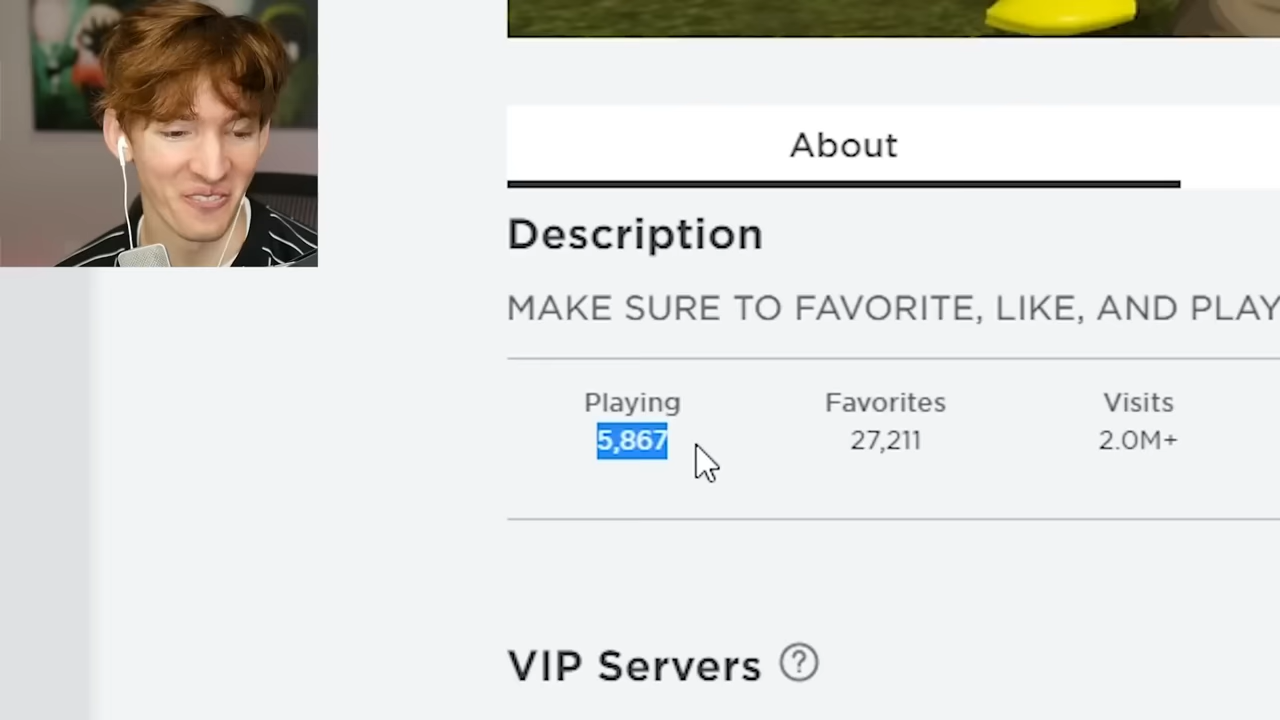 About
Description
MAKE SURE TO FAVORITE, LIKE, AND PLAY
Playing Favorites Visits
5,867 27,211 2.0M+
VIP Servers ?